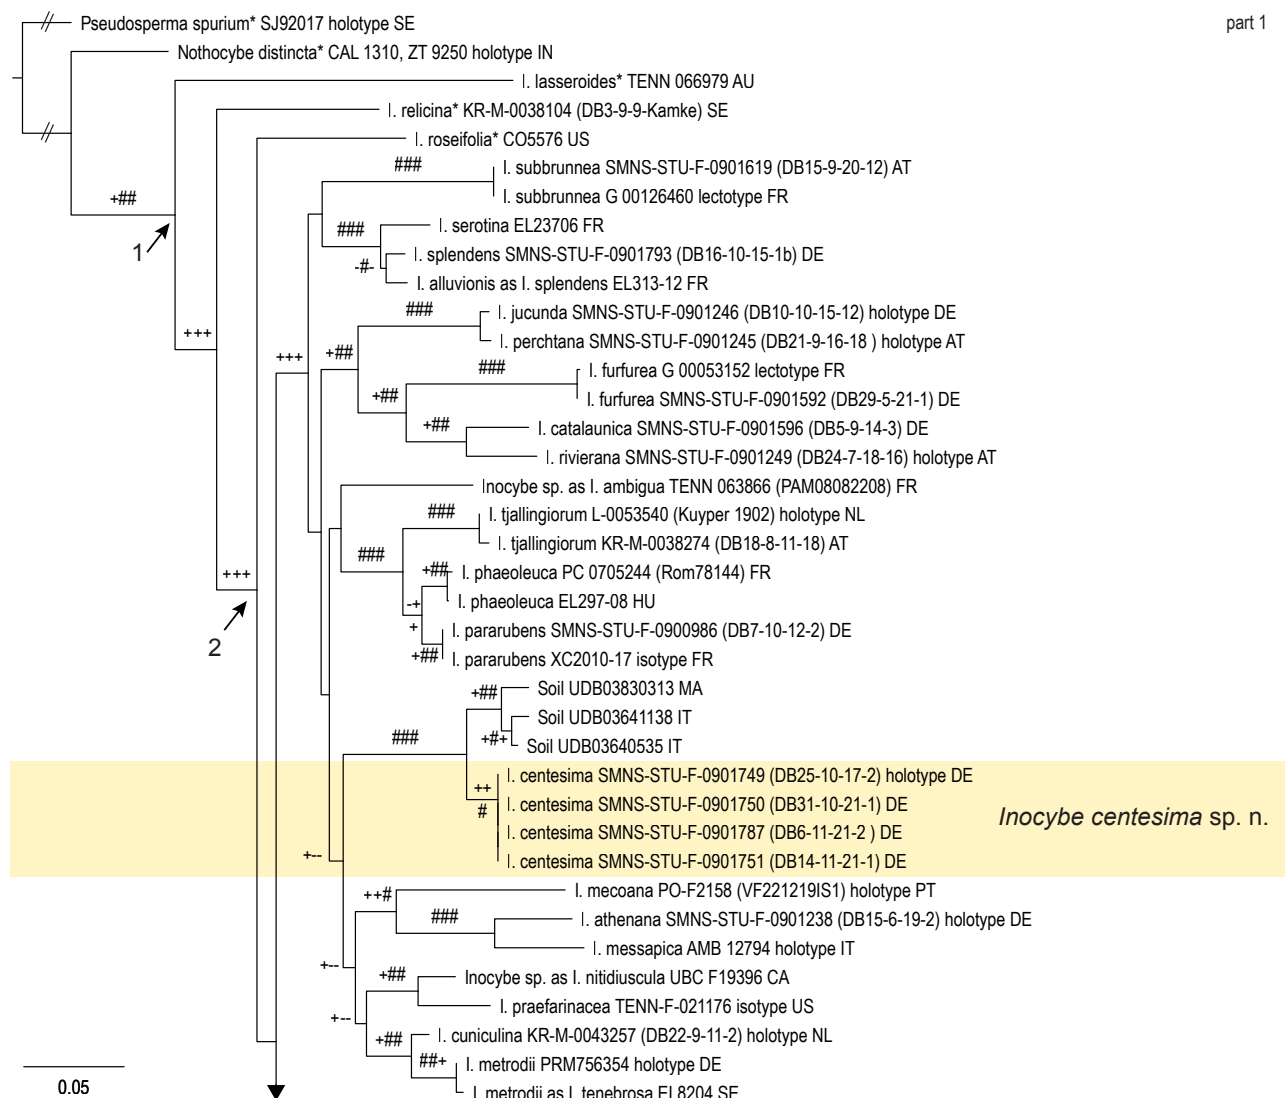 part 1
Pseudosperma spurium* SJ92017 holotype SE
Nothocybe distincta* CAL 1310, ZT 9250 holotype IN
I. lasseroides* TENN 066979 AU
I. relicina* KR-M-0038104 (DB3-9-9-Kamke) SE
I. roseifolia* CO5576 US
###
I. subbrunnea SMNS-STU-F-0901619 (DB15-9-20-12) AT
I. subbrunnea G 00126460 lectotype FR
+##
1
###
I. serotina EL23706 FR
I. splendens SMNS-STU-F-0901793 (DB16-10-15-1b) DE
-#-
I. alluvionis as I. splendens EL313-12 FR
###
I. jucunda SMNS-STU-F-0901246 (DB10-10-15-12) holotype DE
+++
I. perchtana SMNS-STU-F-0901245 (DB21-9-16-18 ) holotype AT
+++
+##
###
I. furfurea G 00053152 lectotype FR
+##
I. furfurea SMNS-STU-F-0901592 (DB29-5-21-1) DE
+##
I. catalaunica SMNS-STU-F-0901596 (DB5-9-14-3) DE
I. rivierana SMNS-STU-F-0901249 (DB24-7-18-16) holotype AT
Inocybe sp. as I. ambigua TENN 063866 (PAM08082208) FR
###
I. tjallingiorum L-0053540 (Kuyper 1902) holotype NL
###
I. tjallingiorum KR-M-0038274 (DB18-8-11-18) AT
+++
2
+##
I. phaeoleuca PC 0705244 (Rom78144) FR
-+
+
I. phaeoleuca EL297-08 HU
I. pararubens SMNS-STU-F-0900986 (DB7-10-12-2) DE
+##
I. pararubens XC2010-17 isotype FR
+##
Soil UDB03830313 MA
Soil UDB03641138 IT
###
+#+
Soil UDB03640535 IT
I. centesima SMNS-STU-F-0901749 (DB25-10-17-2) holotype DE
++
#
I. centesima SMNS-STU-F-0901750 (DB31-10-21-1) DE
Inocybe centesima sp. n.
I. centesima SMNS-STU-F-0901787 (DB6-11-21-2 ) DE
I. centesima SMNS-STU-F-0901751 (DB14-11-21-1) DE
+--
++#
I. mecoana PO-F2158 (VF221219IS1) holotype PT
###
I. athenana SMNS-STU-F-0901238 (DB15-6-19-2) holotype DE
I. messapica AMB 12794 holotype IT
+--
+##
Inocybe sp. as I. nitidiuscula UBC F19396 CA
I. praefarinacea TENN-F-021176 isotype US
+--
+##
I. cuniculina KR-M-0043257 (DB22-9-11-2) holotype NL
##+
I. metrodii PRM756354 holotype DE
I. metrodii as I. tenebrosa EL8204 SE
0.05